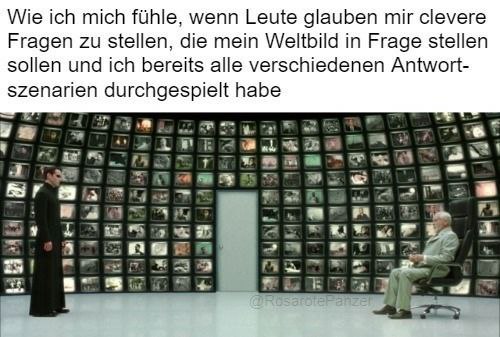 Wie ich mich fühle, wenn Leute glauben mir clevere
Fragen zu stellen, die mein Weltbild in Frage stellen
sollen und ich bereits alle verschiedenen Antwort-
szenarien durchgespielt habe
@RosarotePanzer